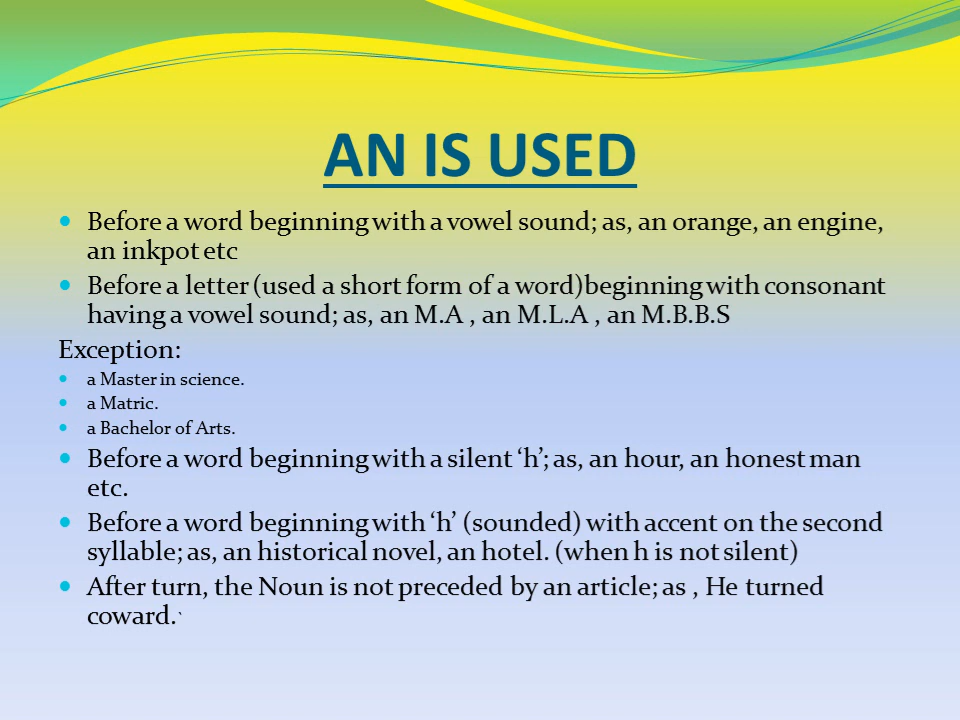 AN IS USED
• Before a word beginning with a vowel sound; as, an orange, an engine,
an inkpot etc
• Before a letter (used a short form of a word)beginning with consonant
having a vowel sound; as, an M.A , an M.L.A , an M.B.B.S
Exception:
• a Master in science.
• a Matric.
• a Bachelor of Arts.
• Before a word beginning with a silent ‘h’; as, an hour, an honest man
etc.
• Before a word beginning with ‘h’ (sounded) with accent on the second
syllable; as, an historical novel, an hotel. (when h is not silent)
• After turn, the Noun is not preceded by an article; as , He turned
coward.`